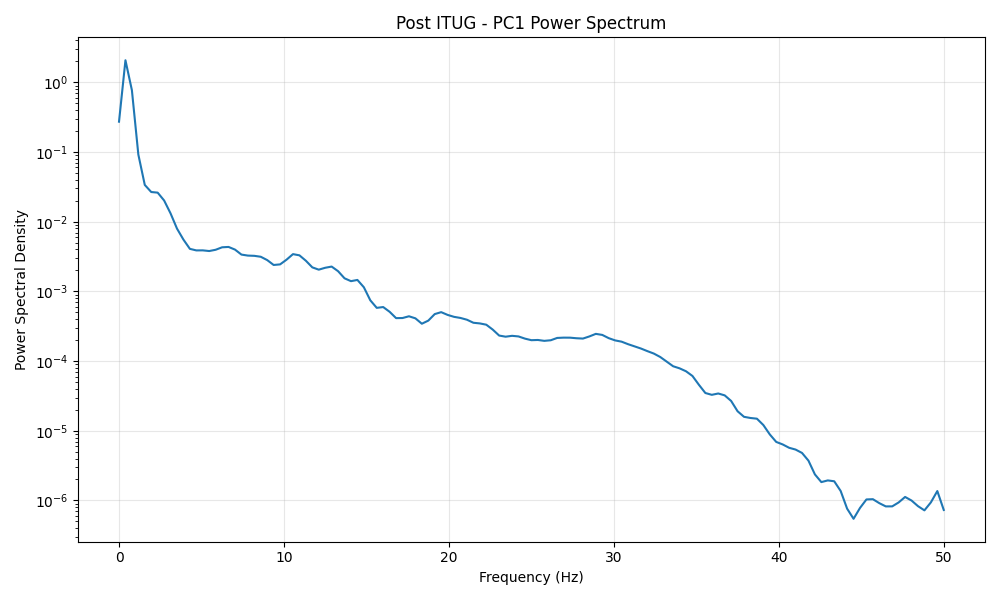 Post ITUG - PC1 Power Spectrum
Power Spectral Density
10⁰
10⁻¹
10⁻²
10⁻³
10⁻⁴
10⁻⁵
10⁻⁶
0 10 20 30 40 50
Frequency (Hz)